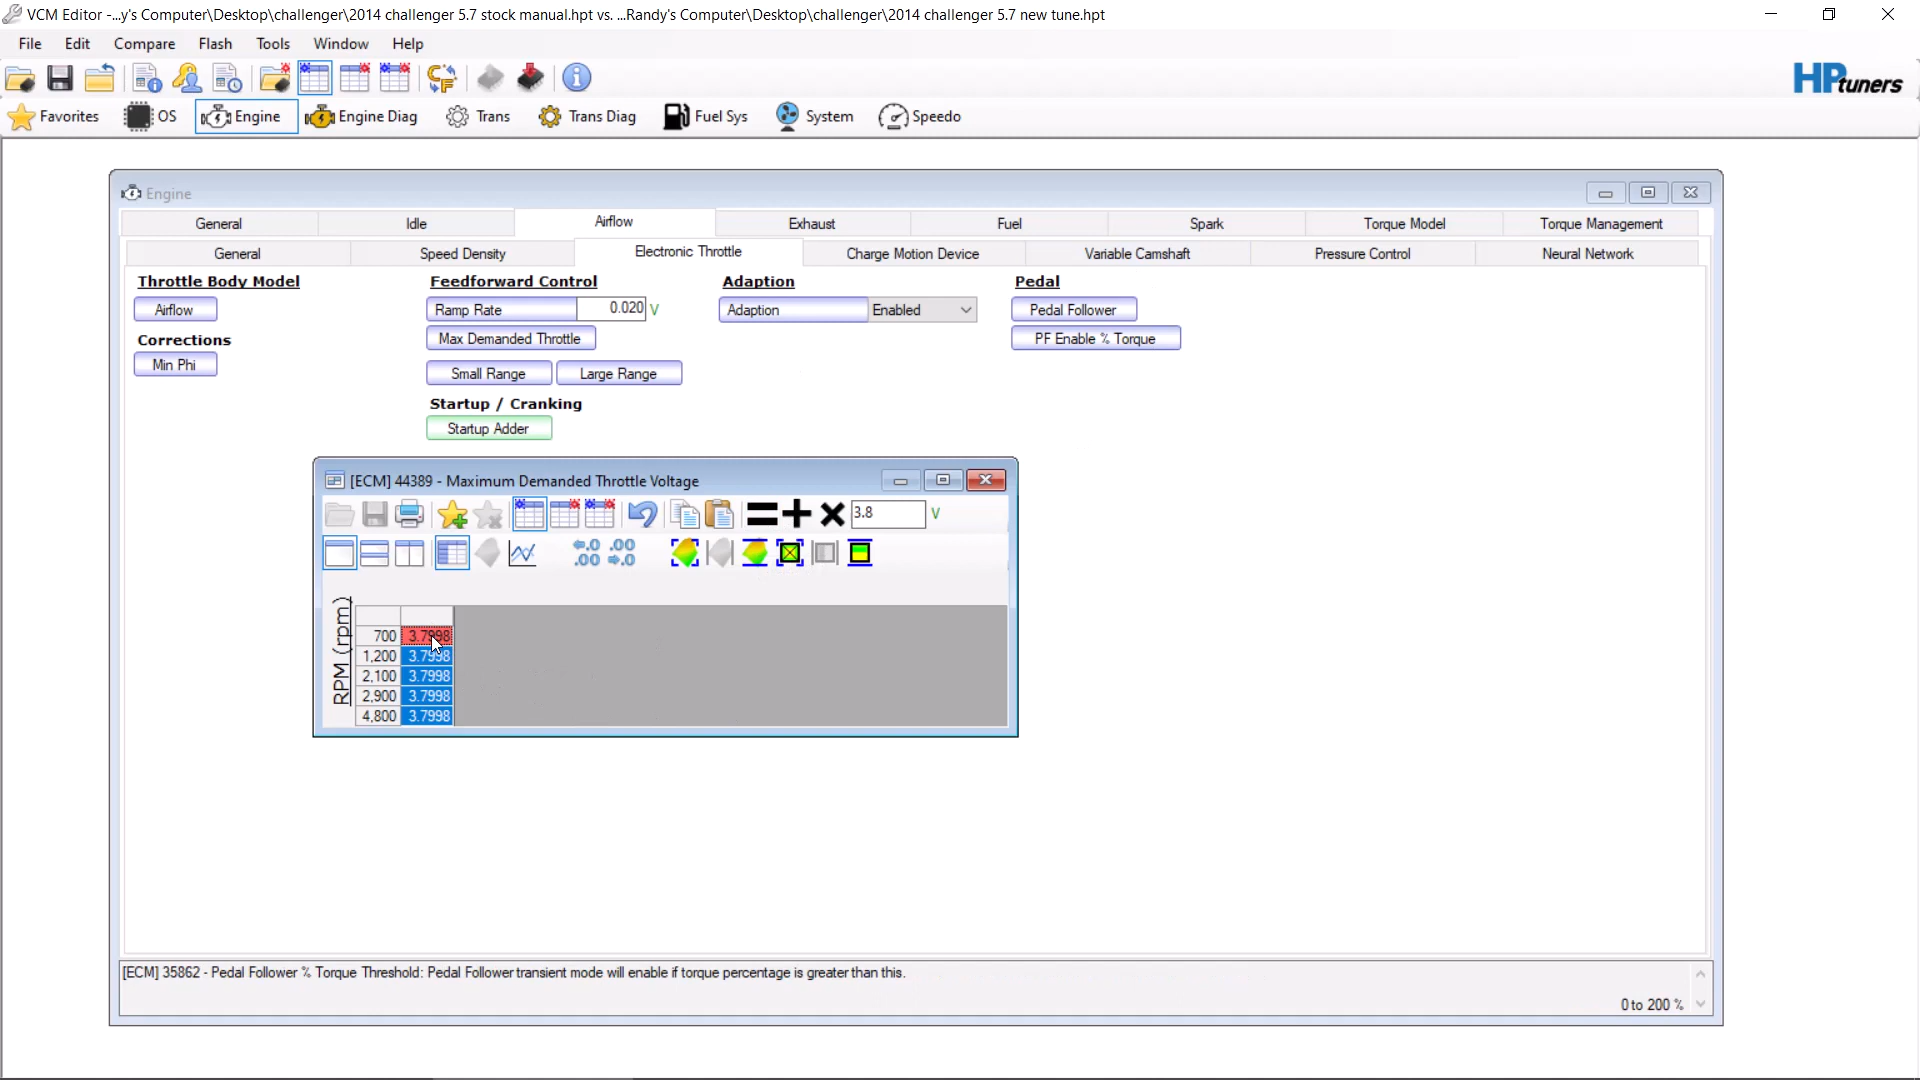 VCM Editor -...y's Computer\Desktop\challenger\2014 challenger 5.7 stock manual.hpt vs. ...Randy's Computer\Desktop\challenger\2014 challenger 5.7 new tune.hpt
File Edit Compare Flash Tools Window Help
HPtuners
Favorites OS Engine Engine Diag Trans Trans Diag Fuel Sys System Speedo
Engine
General Idle Airflow Exhaust Fuel Spark Torque Model Torque Management
General Speed Density Electronic Throttle Charge Motion Device Variable Camshaft Pressure Control Neural Network
Throttle Body Model Feedforward Control Adaption Pedal
Airflow Ramp Rate 0.020 V Adaption Enabled Pedal Follower
Corrections Max Demanded Throttle PF Enable % Torque
Min Phi Small Range Large Range
Startup / Cranking
Startup Adder
[ECM] 44389 - Maximum Demanded Throttle Voltage
3.8 V
←.0 .00
.00 →.0
RPM (rpm)
700 3.7998
1,200 3.7998
2,100 3.7998
2,900 3.7998
4,800 3.7998
[ECM] 35862 - Pedal Follower % Torque Threshold: Pedal Follower transient mode will enable if torque percentage is greater than this.
0 to 200 %